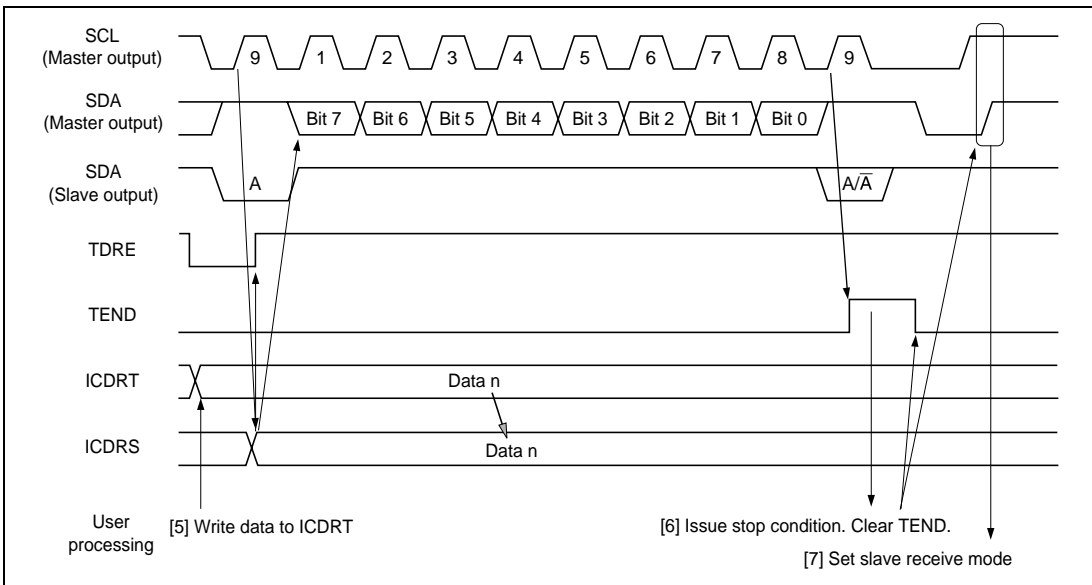 SCL
(Master output)
9 1 2 3 4 5 6 7 8 9
SDA
(Master output)
Bit 7 Bit 6 Bit 5 Bit 4 Bit 3 Bit 2 Bit 1 Bit 0
SDA
(Slave output)
A A/A̅
TDRE
TEND
ICDRT
Data n
ICDRS
Data n
User
processing
[5] Write data to ICDRT
[6] Issue stop condition. Clear TEND.
[7] Set slave receive mode